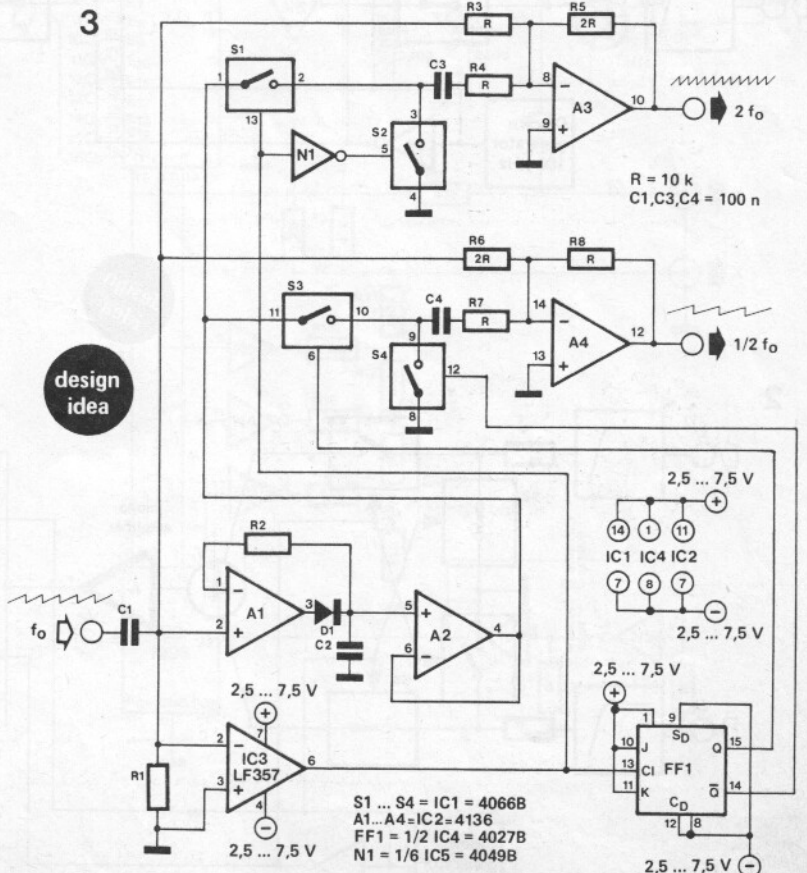 3
R3
R
R5
2R
S1
1
2
C3
R4
R
8
A3
10
9
2 fo
13
3
S2
N1
5
4
R = 10 k
C1,C3,C4 = 100 n
R6
2R
R8
R
S3
11
10
C4
R7
R
14
A4
12
13
1/2 fo
6
9
S4
12
8
design
idea
2,5 ... 7,5 V
+
14
1
11
IC1
IC4
IC2
7
8
7
−
2,5 ... 7,5 V
R2
1
−
A1
3
D1
2
+
C2
5
+
A2
4
6
−
fo
C1
2,5 ... 7,5 V
+
7
2
−
IC3
LF357
6
3
+
4
−
2,5 ... 7,5 V
R1
2,5 ... 7,5 V
+
1
9
SD
10
J
Q
15
13
Cl
FF1
11
K
Q̅
14
CD
12
8
2,5 ... 7,5 V −
S1 ... S4 = IC1 = 4066B
A1...A4=IC2=4136
FF1 = 1/2 IC4 = 4027B
N1 = 1/6 IC5 = 4049B